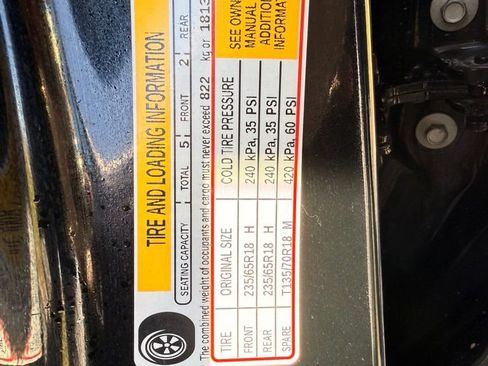 TIRE AND LOADING INFORMATION
SEATING CAPACITY | TOTAL 5 | FRONT 2 | REAR
The combined weight of occupants and cargo must never exceed 822 kg or 1813
TIRE ORIGINAL SIZE COLD TIRE PRESSURE
FRONT 235/65R18 H 240 kPa, 35 PSI
REAR 235/65R18 H 240 kPa, 35 PSI
SPARE T135/70R18 M 420 kPa, 60 PSI
SEE OWN
MANUAL
ADDITION
INFORMAT